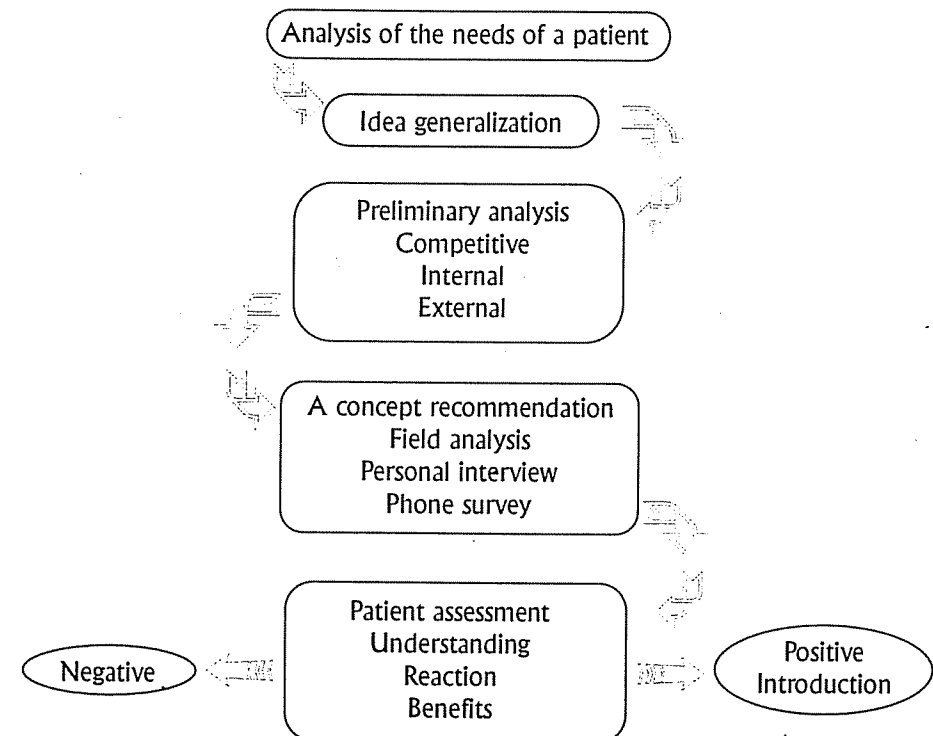 Analysis of the needs of a patient
Idea generalization
Preliminary analysis
Competitive
Internal
External
A concept recommendation
Field analysis
Personal interview
Phone survey
Patient assessment
Understanding
Reaction
Benefits
Negative
Positive
Introduction